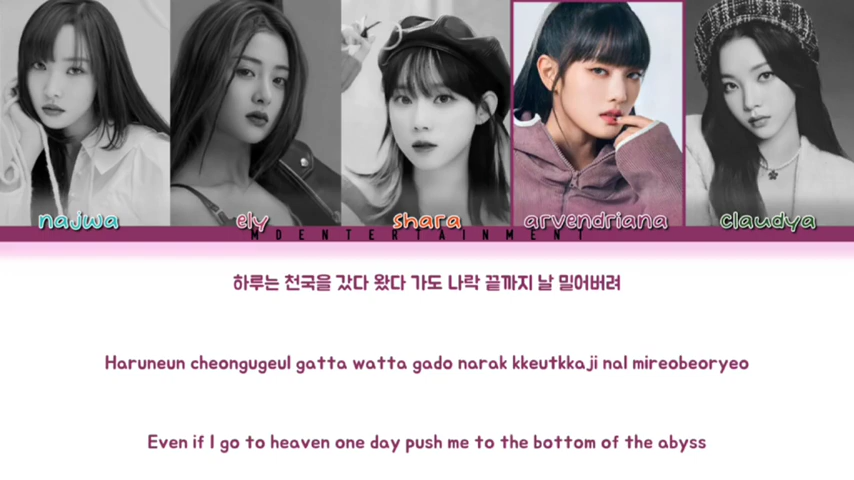 najwa
ely
shara
arvendriana
claudya
MDENTERTAINMENT
하루는 천국을 갔다 왔다 가도 나락 끝까지 날 밀어버려
Haruneun cheongugeul gatta watta gado narak kkeutkkaji nal mireobeoryeo
Even if I go to heaven one day push me to the bottom of the abyss